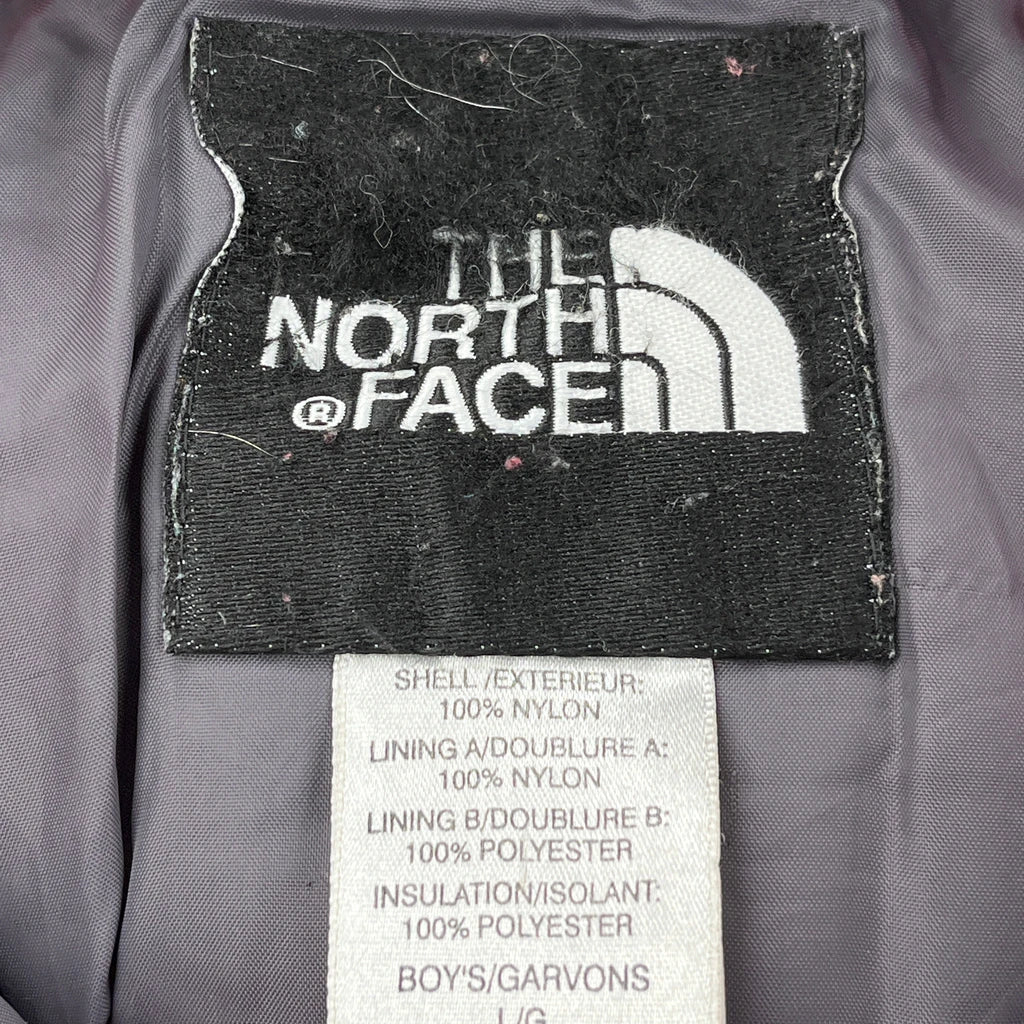 THE
NORTH
® FACE
SHELL /EXTERIEUR:
100% NYLON
LINING A/DOUBLURE A:
100% NYLON
LINING B/DOUBLURE B:
100% POLYESTER
INSULATION/ISOLANT:
100% POLYESTER
BOY'S/GARVONS
L/G